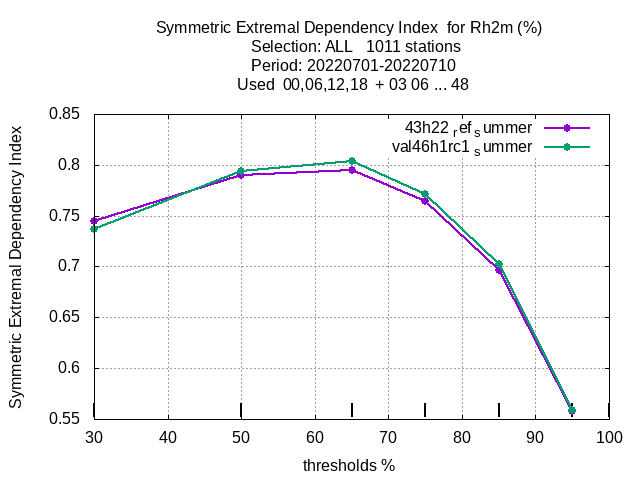 Symmetric Extremal Dependency Index  for Rh2m (%)
Selection: ALL   1011 stations
Period: 20220701-20220710
Used  00,06,12,18  + 03 06 ... 48
43h22 ref summer
val46h1rc1 summer
Symmetric Extremal Dependency Index
0.85
0.8
0.75
0.7
0.65
0.6
0.55
30 40 50 60 70 80 90 100
thresholds %